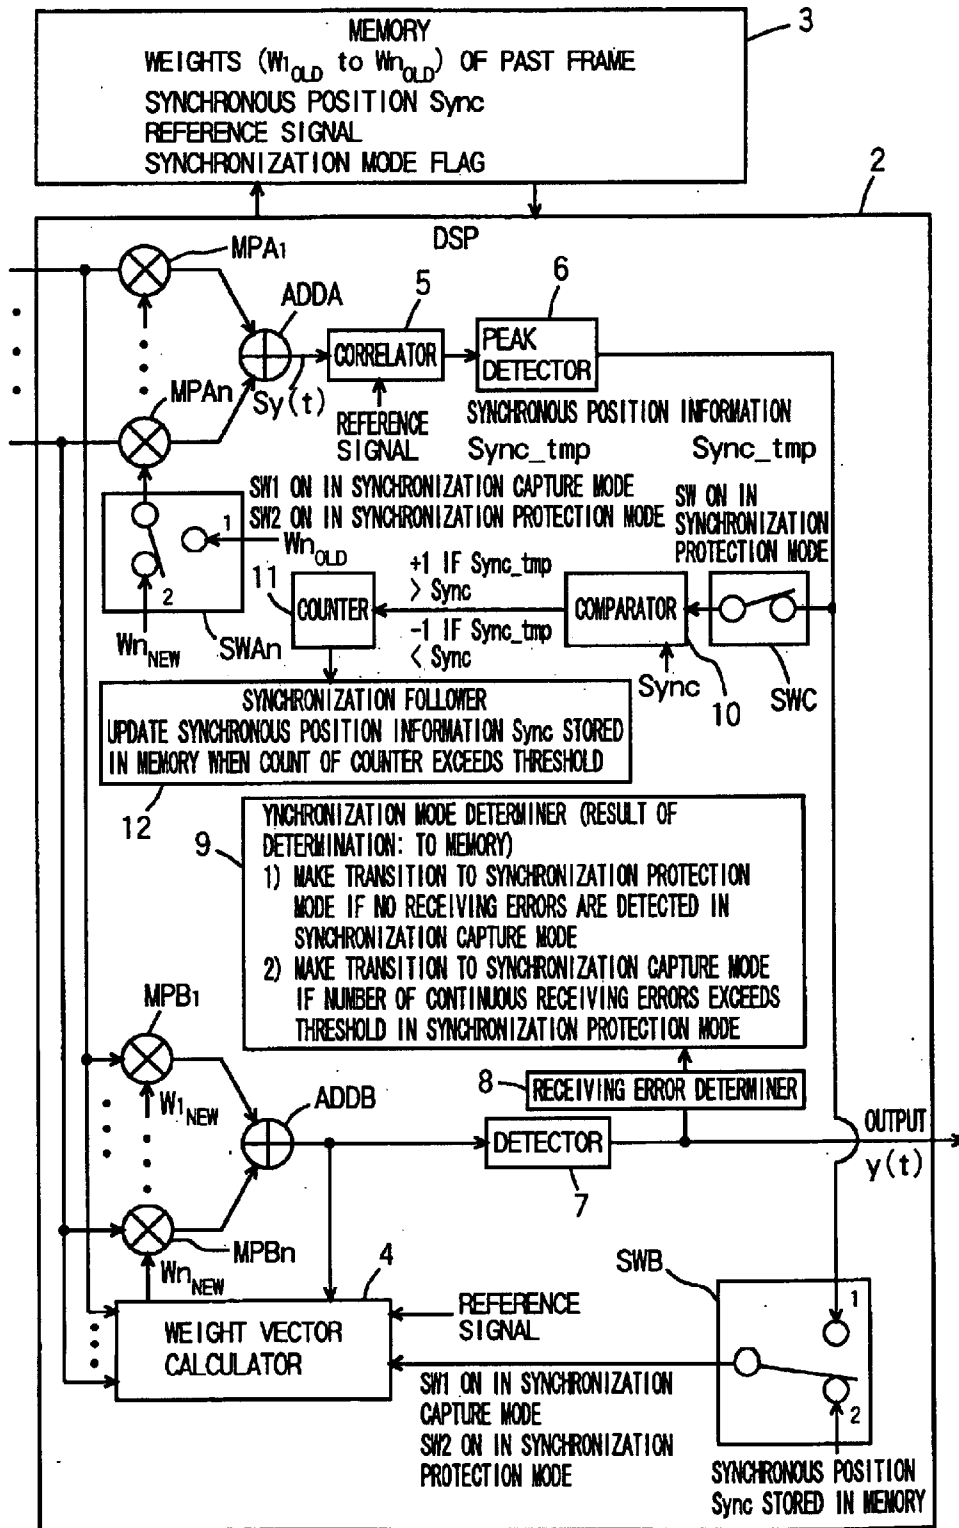 3
MEMORY
WEIGHTS (W1OLD to WnOLD) OF PAST FRAME
SYNCHRONOUS POSITION Sync
REFERENCE SIGNAL
SYNCHRONIZATION MODE FLAG
2
DSP
MPA1
ADDA
5
6
CORRELATOR
PEAK
DETECTOR
MPAn
Sy(t)
REFERENCE
SIGNAL
SYNCHRONOUS POSITION INFORMATION
Sync_tmp
Sync_tmp
SW1 ON IN SYNCHRONIZATION CAPTURE MODE
SW2 ON IN SYNCHRONIZATION PROTECTION MODE
SW ON IN
SYNCHRONIZATION
PROTECTION MODE
1
WnOLD
2
WnNEW
SWAn
11
COUNTER
+1 IF Sync_tmp
> Sync
-1 IF Sync_tmp
< Sync
COMPARATOR
Sync
10
SWC
SYNCHRONIZATION FOLLOWER
UPDATE SYNCHRONOUS POSITION INFORMATION Sync STORED
IN MEMORY WHEN COUNT OF COUNTER EXCEEDS THRESHOLD
12
9
YNCHRONIZATION MODE DETERMINER (RESULT OF
DETERMINATION: TO MEMORY)
1) MAKE TRANSITION TO SYNCHRONIZATION PROTECTION
MODE IF NO RECEIVING ERRORS ARE DETECTED IN
SYNCHRONIZATION CAPTURE MODE
2) MAKE TRANSITION TO SYNCHRONIZATION CAPTURE MODE
IF NUMBER OF CONTINUOUS RECEIVING ERRORS EXCEEDS
THRESHOLD IN SYNCHRONIZATION PROTECTION MODE
MPB1
W1NEW
ADDB
8
RECEIVING ERROR DETERMINER
DETECTOR
7
OUTPUT
y(t)
MPBn
WnNEW
4
WEIGHT VECTOR
CALCULATOR
REFERENCE
SIGNAL
SW1 ON IN SYNCHRONIZATION
CAPTURE MODE
SW2 ON IN SYNCHRONIZATION
PROTECTION MODE
SWB
1
2
SYNCHRONOUS POSITION
Sync STORED IN MEMORY